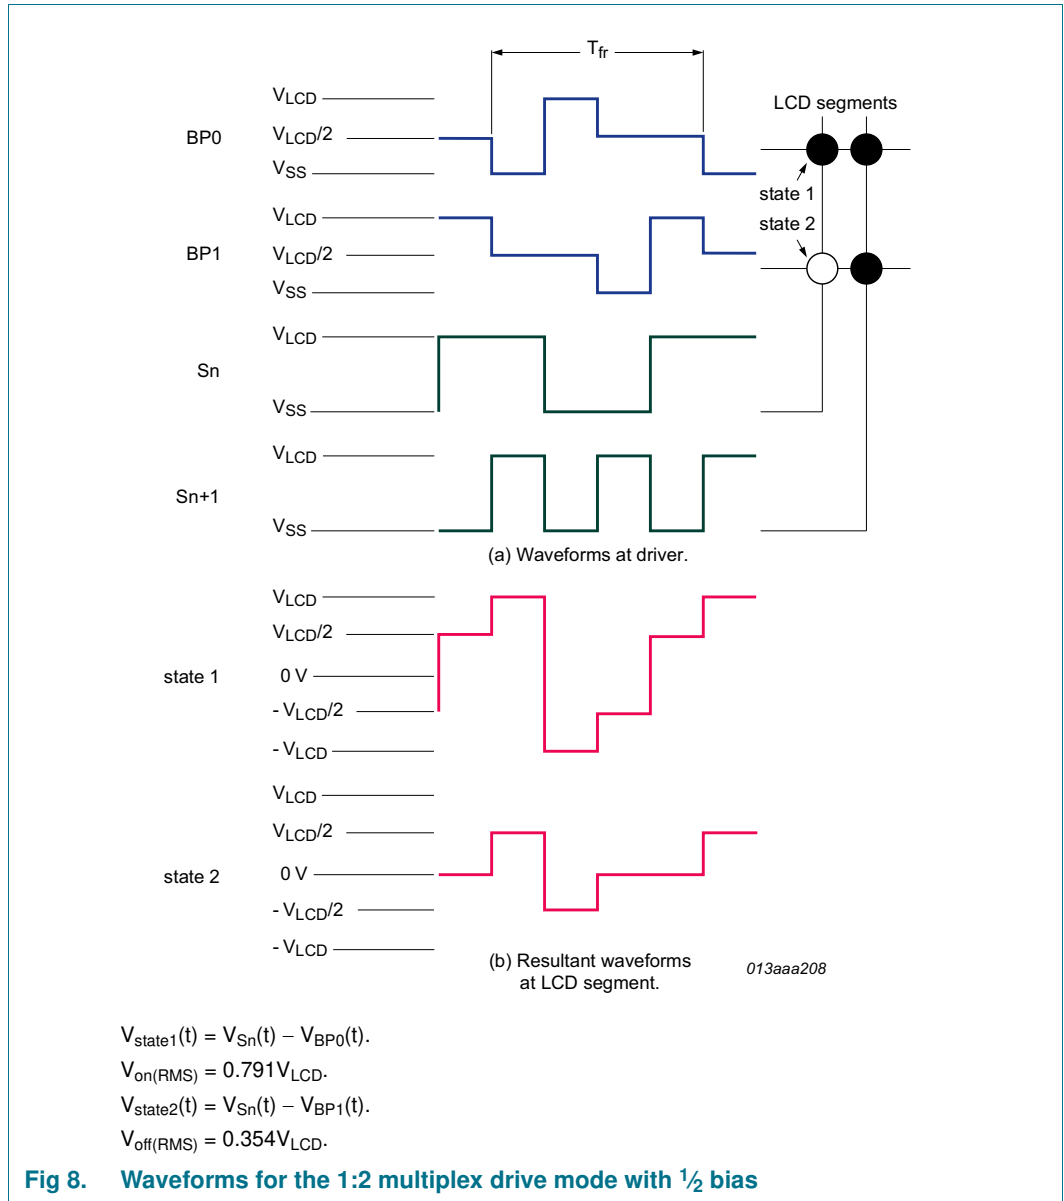 Tfr
VLCD
LCD segments
BP0
VLCD/2
VSS
state 1
state 2
VLCD
BP1
VLCD/2
VSS
VLCD
Sn
VSS
VLCD
Sn+1
VSS
(a) Waveforms at driver.
VLCD
VLCD/2
state 1
0 V
- VLCD/2
- VLCD
VLCD
VLCD/2
state 2
0 V
- VLCD/2
- VLCD
(b) Resultant waveforms
at LCD segment.
013aaa208
Vstate1(t) = VSn(t) − VBP0(t).
Von(RMS) = 0.791VLCD.
Vstate2(t) = VSn(t) − VBP1(t).
Voff(RMS) = 0.354VLCD.
Fig 8. Waveforms for the 1:2 multiplex drive mode with 1⁄2 bias